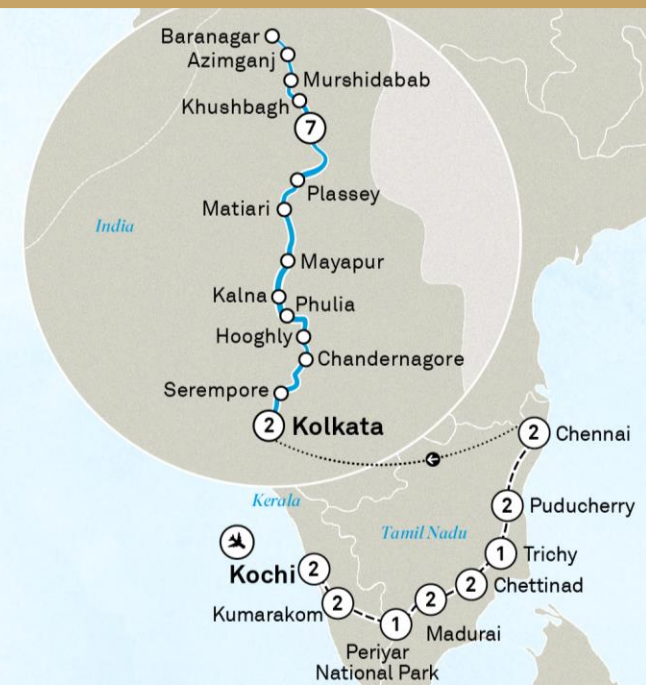 Baranagar
Azimganj
Murshidabab
Khushbagh
7
Plassey
Matiari
India
Mayapur
Kalna
Phulia
Hooghly
Chandernagore
Serempore
2 Kolkata
2 Chennai
Kerala
2 Puducherry
Tamil Nadu
1 Trichy
Kochi 2
2 Chettinad
Kumarakom 2
2
Madurai
1
Periyar
National Park